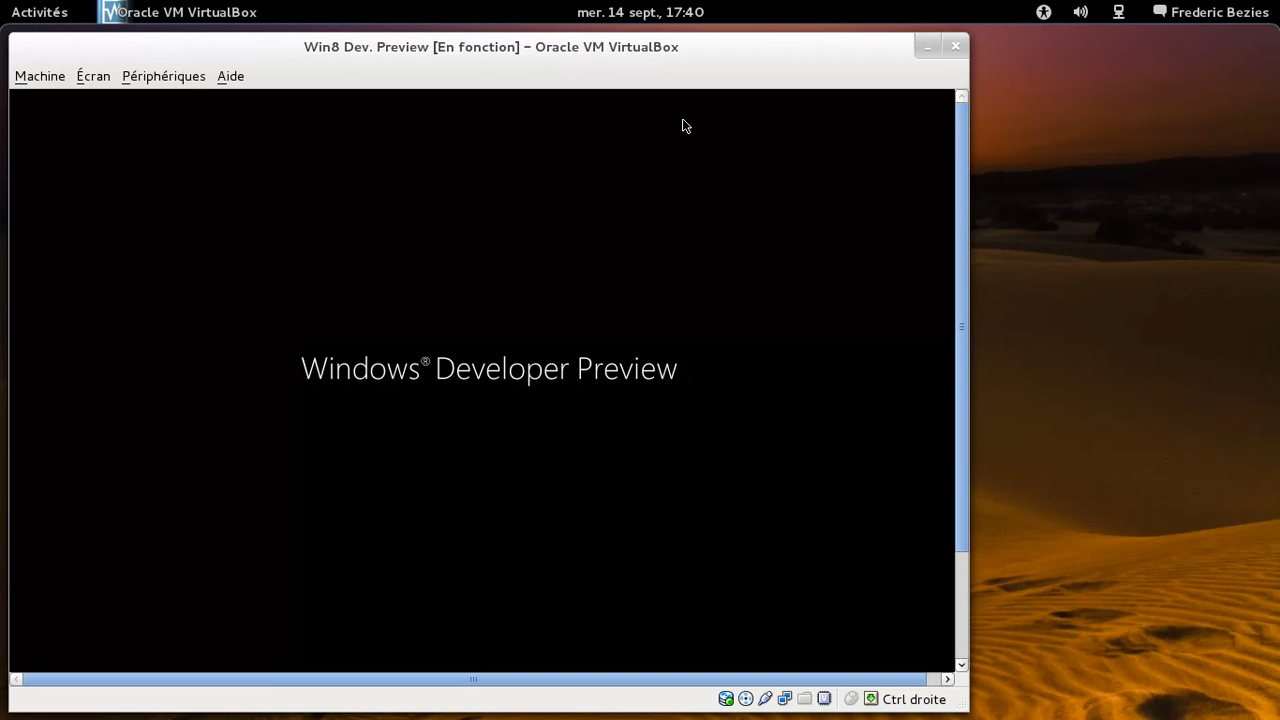 Activités Oracle VM VirtualBox mer. 14 sept., 17:40 Frederic Bezies
Win8 Dev. Preview [En fonction] - Oracle VM VirtualBox
Machine Écran Périphériques Aide
Windows® Developer Preview
Ctrl droite